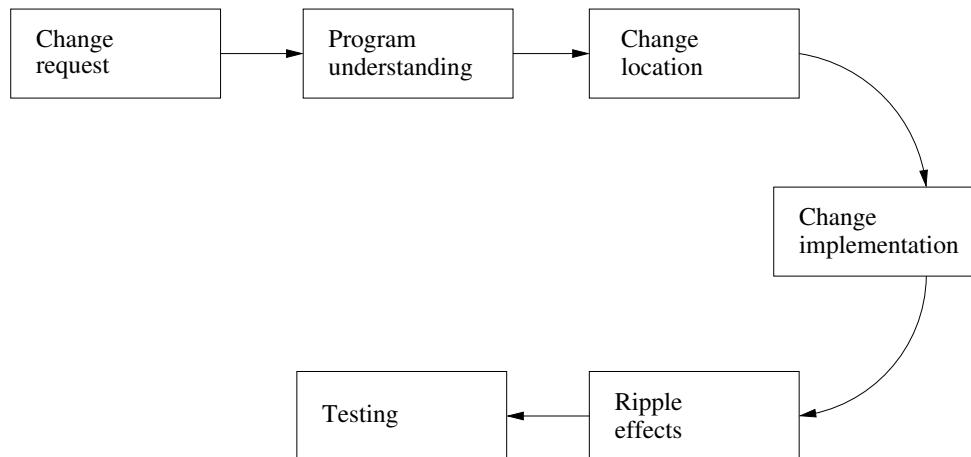 Change
request
Program
understanding
Change
location
Change
implementation
Ripple
effects
Testing